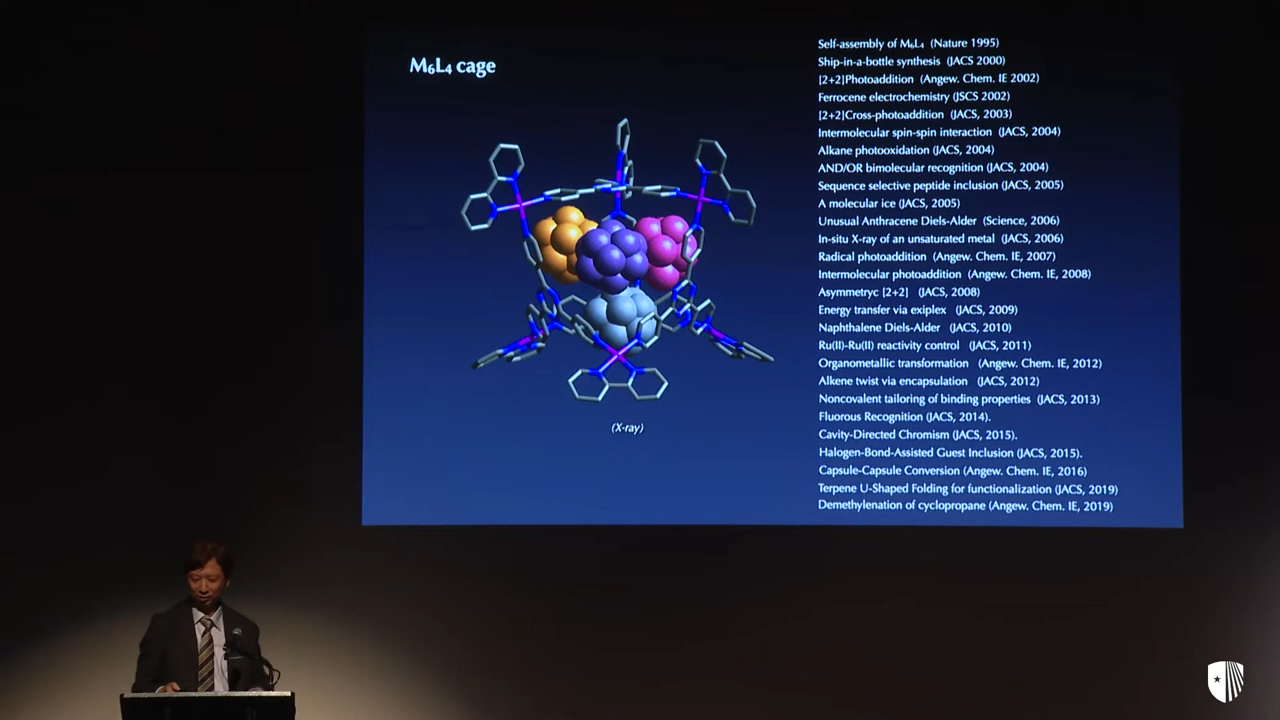 M₆L₄ cage
(X-ray)
Self-assembly of M₆L₄ (Nature 1995)
Ship-in-a-bottle synthesis (JACS 2000)
[2+2]Photoaddition (Angew. Chem. IE 2002)
Ferrocene electrochemistry (JSCS 2002)
[2+2]Cross-photoaddition (JACS, 2003)
Intermolecular spin-spin interaction (JACS, 2004)
Alkane photooxidation (JACS, 2004)
AND/OR bimolecular recognition (JACS, 2004)
Sequence selective peptide inclusion (JACS, 2005)
A molecular ice (JACS, 2005)
Unusual Anthracene Diels-Alder (Science, 2006)
In-situ X-ray of an unsaturated metal (JACS, 2006)
Radical photoaddition (Angew. Chem. IE, 2007)
Intermolecular photoaddition (Angew. Chem. IE, 2008)
Asymmetryc [2+2] (JACS, 2008)
Energy transfer via exiplex (JACS, 2009)
Naphthalene Diels-Alder (JACS, 2010)
Ru(II)-Ru(II) reactivity control (JACS, 2011)
Organometallic transformation (Angew. Chem. IE, 2012)
Alkene twist via encapsulation (JACS, 2012)
Noncovalent tailoring of binding properties (JACS, 2013)
Fluorous Recognition (JACS, 2014).
Cavity-Directed Chromism (JACS, 2015).
Halogen-Bond-Assisted Guest Inclusion (JACS, 2015).
Capsule-Capsule Conversion (Angew. Chem. IE, 2016)
Terpene U-Shaped Folding for functionalization (JACS, 2019)
Demethylenation of cyclopropane (Angew. Chem. IE, 2019)